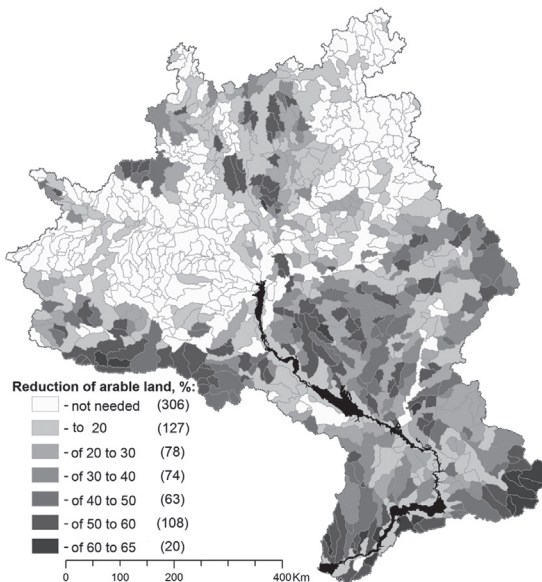 Reduction of arable land, %:
- not needed (306)
- to 20 (127)
- of 20 to 30 (78)
- of 30 to 40 (74)
- of 40 to 50 (63)
- of 50 to 60 (108)
- of 60 to 65 (20)
0 100 200 400 Km